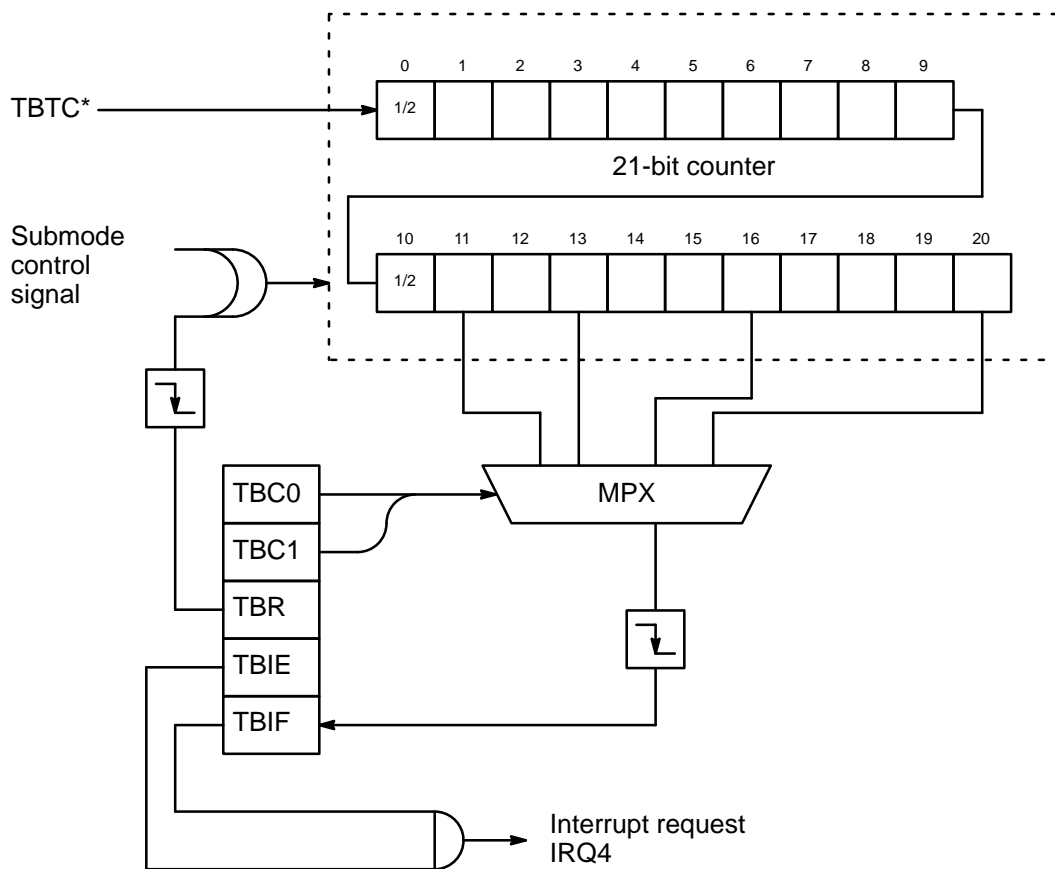 0 1 2 3 4 5 6 7 8 9
TBTC*
1/2
21-bit counter
Submode
control
signal
10 11 12 13 14 15 16 17 18 19 20
1/2
TBC0
MPX
TBC1
TBR
TBIE
TBIF
Interrupt request
IRQ4